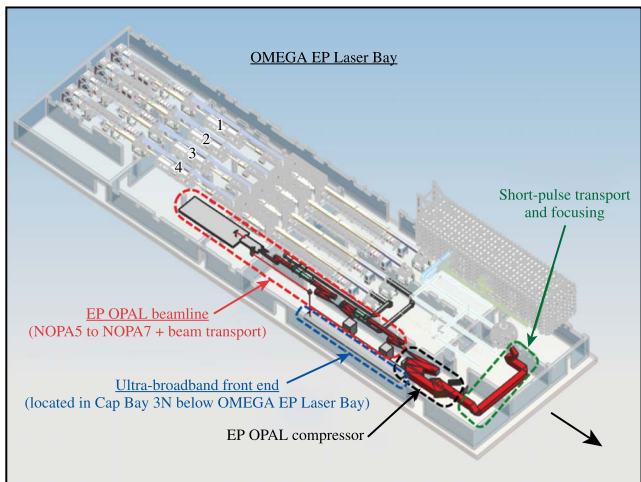 OMEGA EP Laser Bay
1
2
3
4
Short-pulse transport
and focusing
EP OPAL beamline
(NOPA5 to NOPA7 + beam transport)
Ultra-broadband front end
(located in Cap Bay 3N below OMEGA EP Laser Bay)
EP OPAL compressor